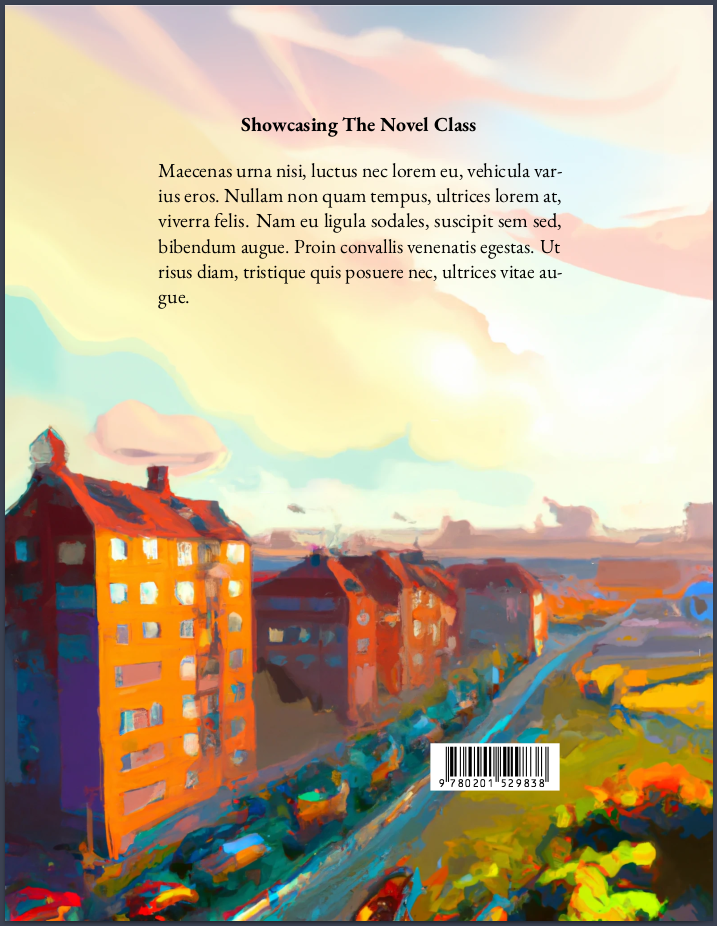 Showcasing The Novel Class
Maecenas urna nisi, luctus nec lorem eu, vehicula var-
ius eros. Nullam non quam tempus, ultrices lorem at,
viverra felis. Nam eu ligula sodales, suscipit sem sed,
bibendum augue. Proin convallis venenatis egestas. Ut
risus diam, tristique quis posuere nec, ultrices vitae au-
gue.
9 780201 529838